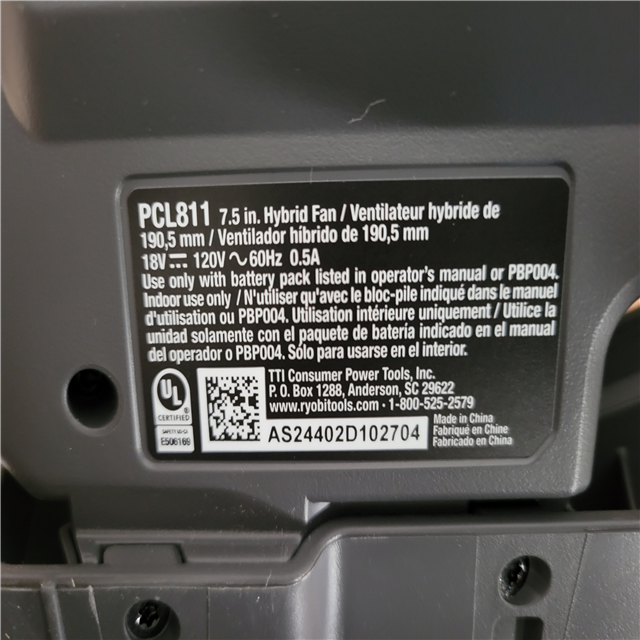 PCL811 7.5 in. Hybrid Fan / Ventilateur hybride de
190,5 mm / Ventilador híbrido de 190,5 mm
18V ⎓ 120V ∿ 60Hz 0.5A
Use only with battery pack listed in operator's manual or PBP004.
Indoor use only / N'utiliser qu'avec le bloc-pile indiqué dans le manuel
d'utilisation ou PBP004. Utilisation intérieure uniquement / Utilice la
unidad solamente con el paquete de batería indicado en el manual
del operador o PBP004. Sólo para usarse en el interior.
UL
CERTIFIED
E506169
TTI Consumer Power Tools, Inc.
P. O. Box 1288, Anderson, SC 29622
www.ryobitools.com · 1-800-525-2579
AS24402D102704
Made in China
Fabriqué en Chine
Fabricado en China